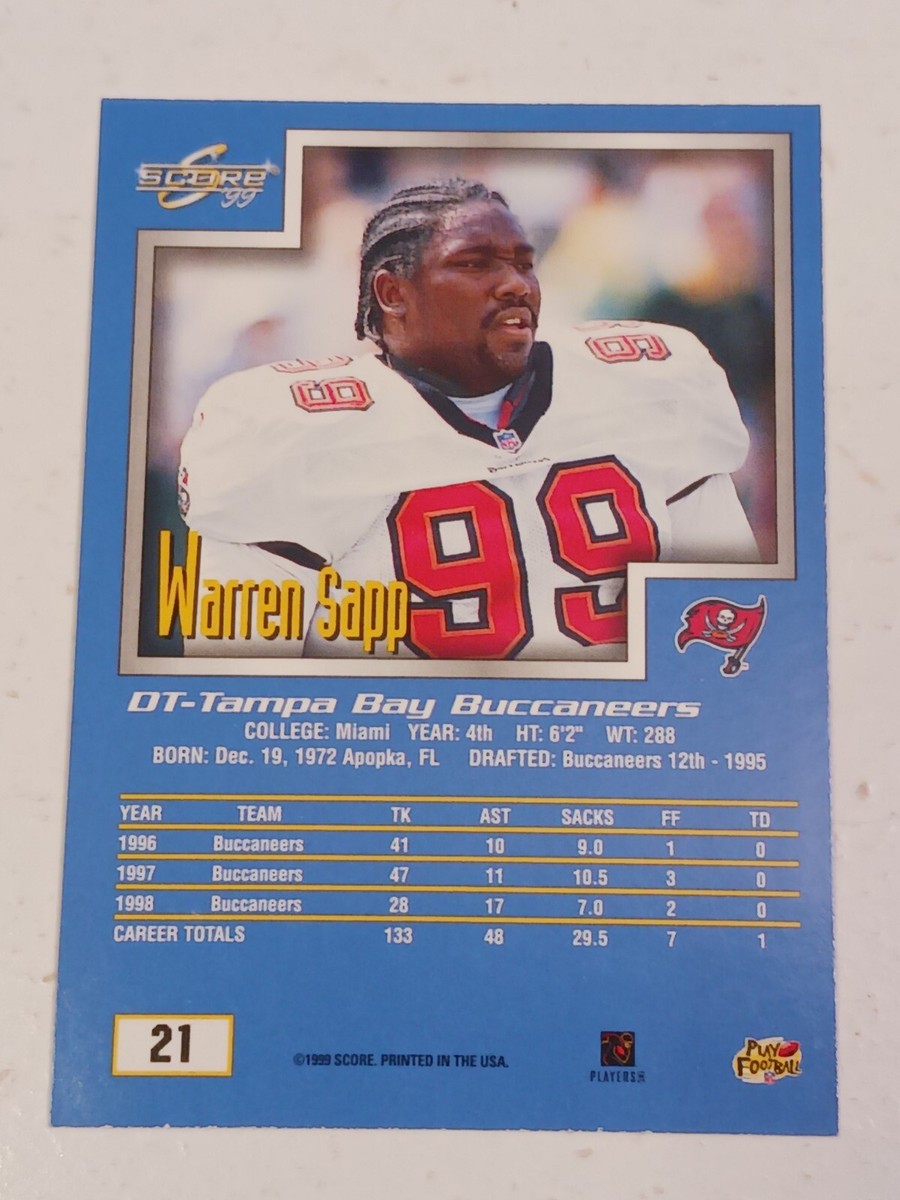 SCORE
'99
99
99
Buccaneers
99
Warren Sapp
DT-Tampa Bay Buccaneers
COLLEGE: Miami YEAR: 4th HT: 6'2" WT: 288
BORN: Dec. 19, 1972 Apopka, FL DRAFTED: Buccaneers 12th - 1995
YEAR TEAM TK AST SACKS FF TD
1996 Buccaneers 41 10 9.0 1 0
1997 Buccaneers 47 11 10.5 3 0
1998 Buccaneers 28 17 7.0 2 0
CAREER TOTALS 133 48 29.5 7 1
21
©1999 SCORE. PRINTED IN THE USA.
PLAYERS
PLAY
FOOTBALL